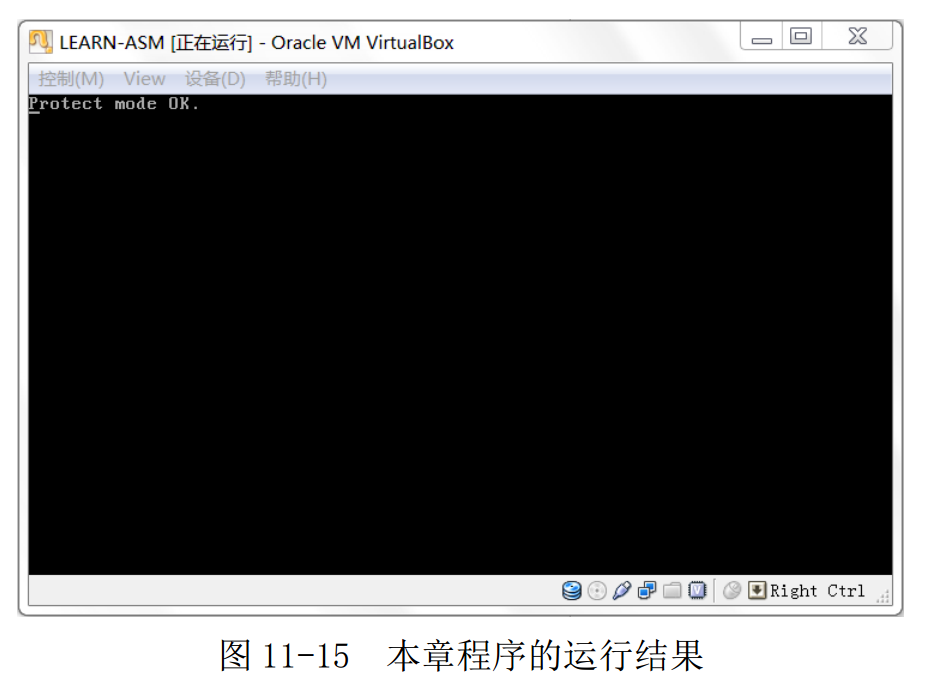 LEARN-ASM [正在运行] - Oracle VM VirtualBox
控制(M) View 设备(D) 帮助(H)
Protect mode OK.
Right Ctrl
图 11-15 本章程序的运行结果